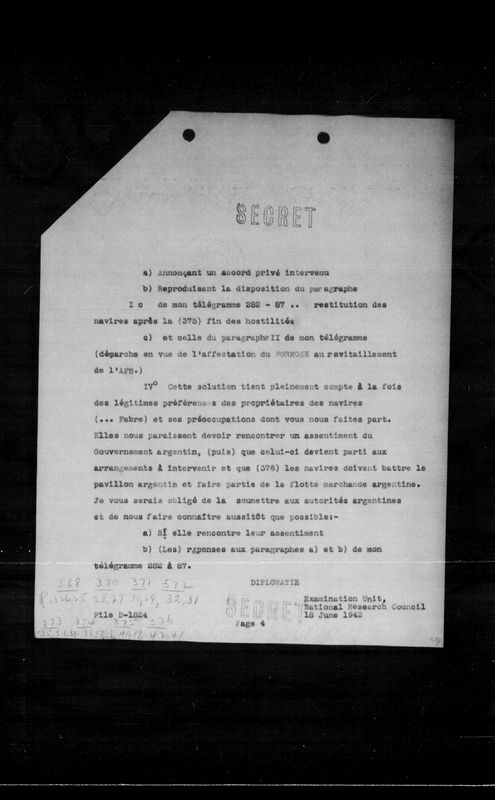 SECRET
a) Annonçant un accord privé intervenu
b) Reproduisant la disposition du paragraphe
I c de mon télégramme 282 - 87 .. restitution des
navires après la (375) fin des hostilités
c) et celle du paragraphe II de mon télégramme
(démarche en vue de l'affectation du FORMOSE au ravitaillement
de l'AFN.)
IV° Cette solution tient pleinement compte à la fois
des légitimes préférences des propriétaires des navires
(... Fabre) et ses préoccupations dont vous nous faites part.
Elles nous paraissent devoir rencontrer un assentiment du
Gouvernement argentin, (puis) que celui-ci devient parti aux
arrangements à intervenir et que (376) les navires doivent battre le
pavillon argentin et faire partie de la flotte marchande argentine.
Je vous serais obligé de la soumettre aux autorités argentines
et de nous faire connaître aussitôt que possible:-
a) Si elle rencontre leur assentiment
b) (Les) réponses aux paragraphes a) et b) de mon
télégramme 282 à 87.
368 370 371 372
DIPLOMATIE
32,31
File D-1824
SECRET
Page 4
Examination Unit,
National Research Council
18 June 1942
373 374 375 376